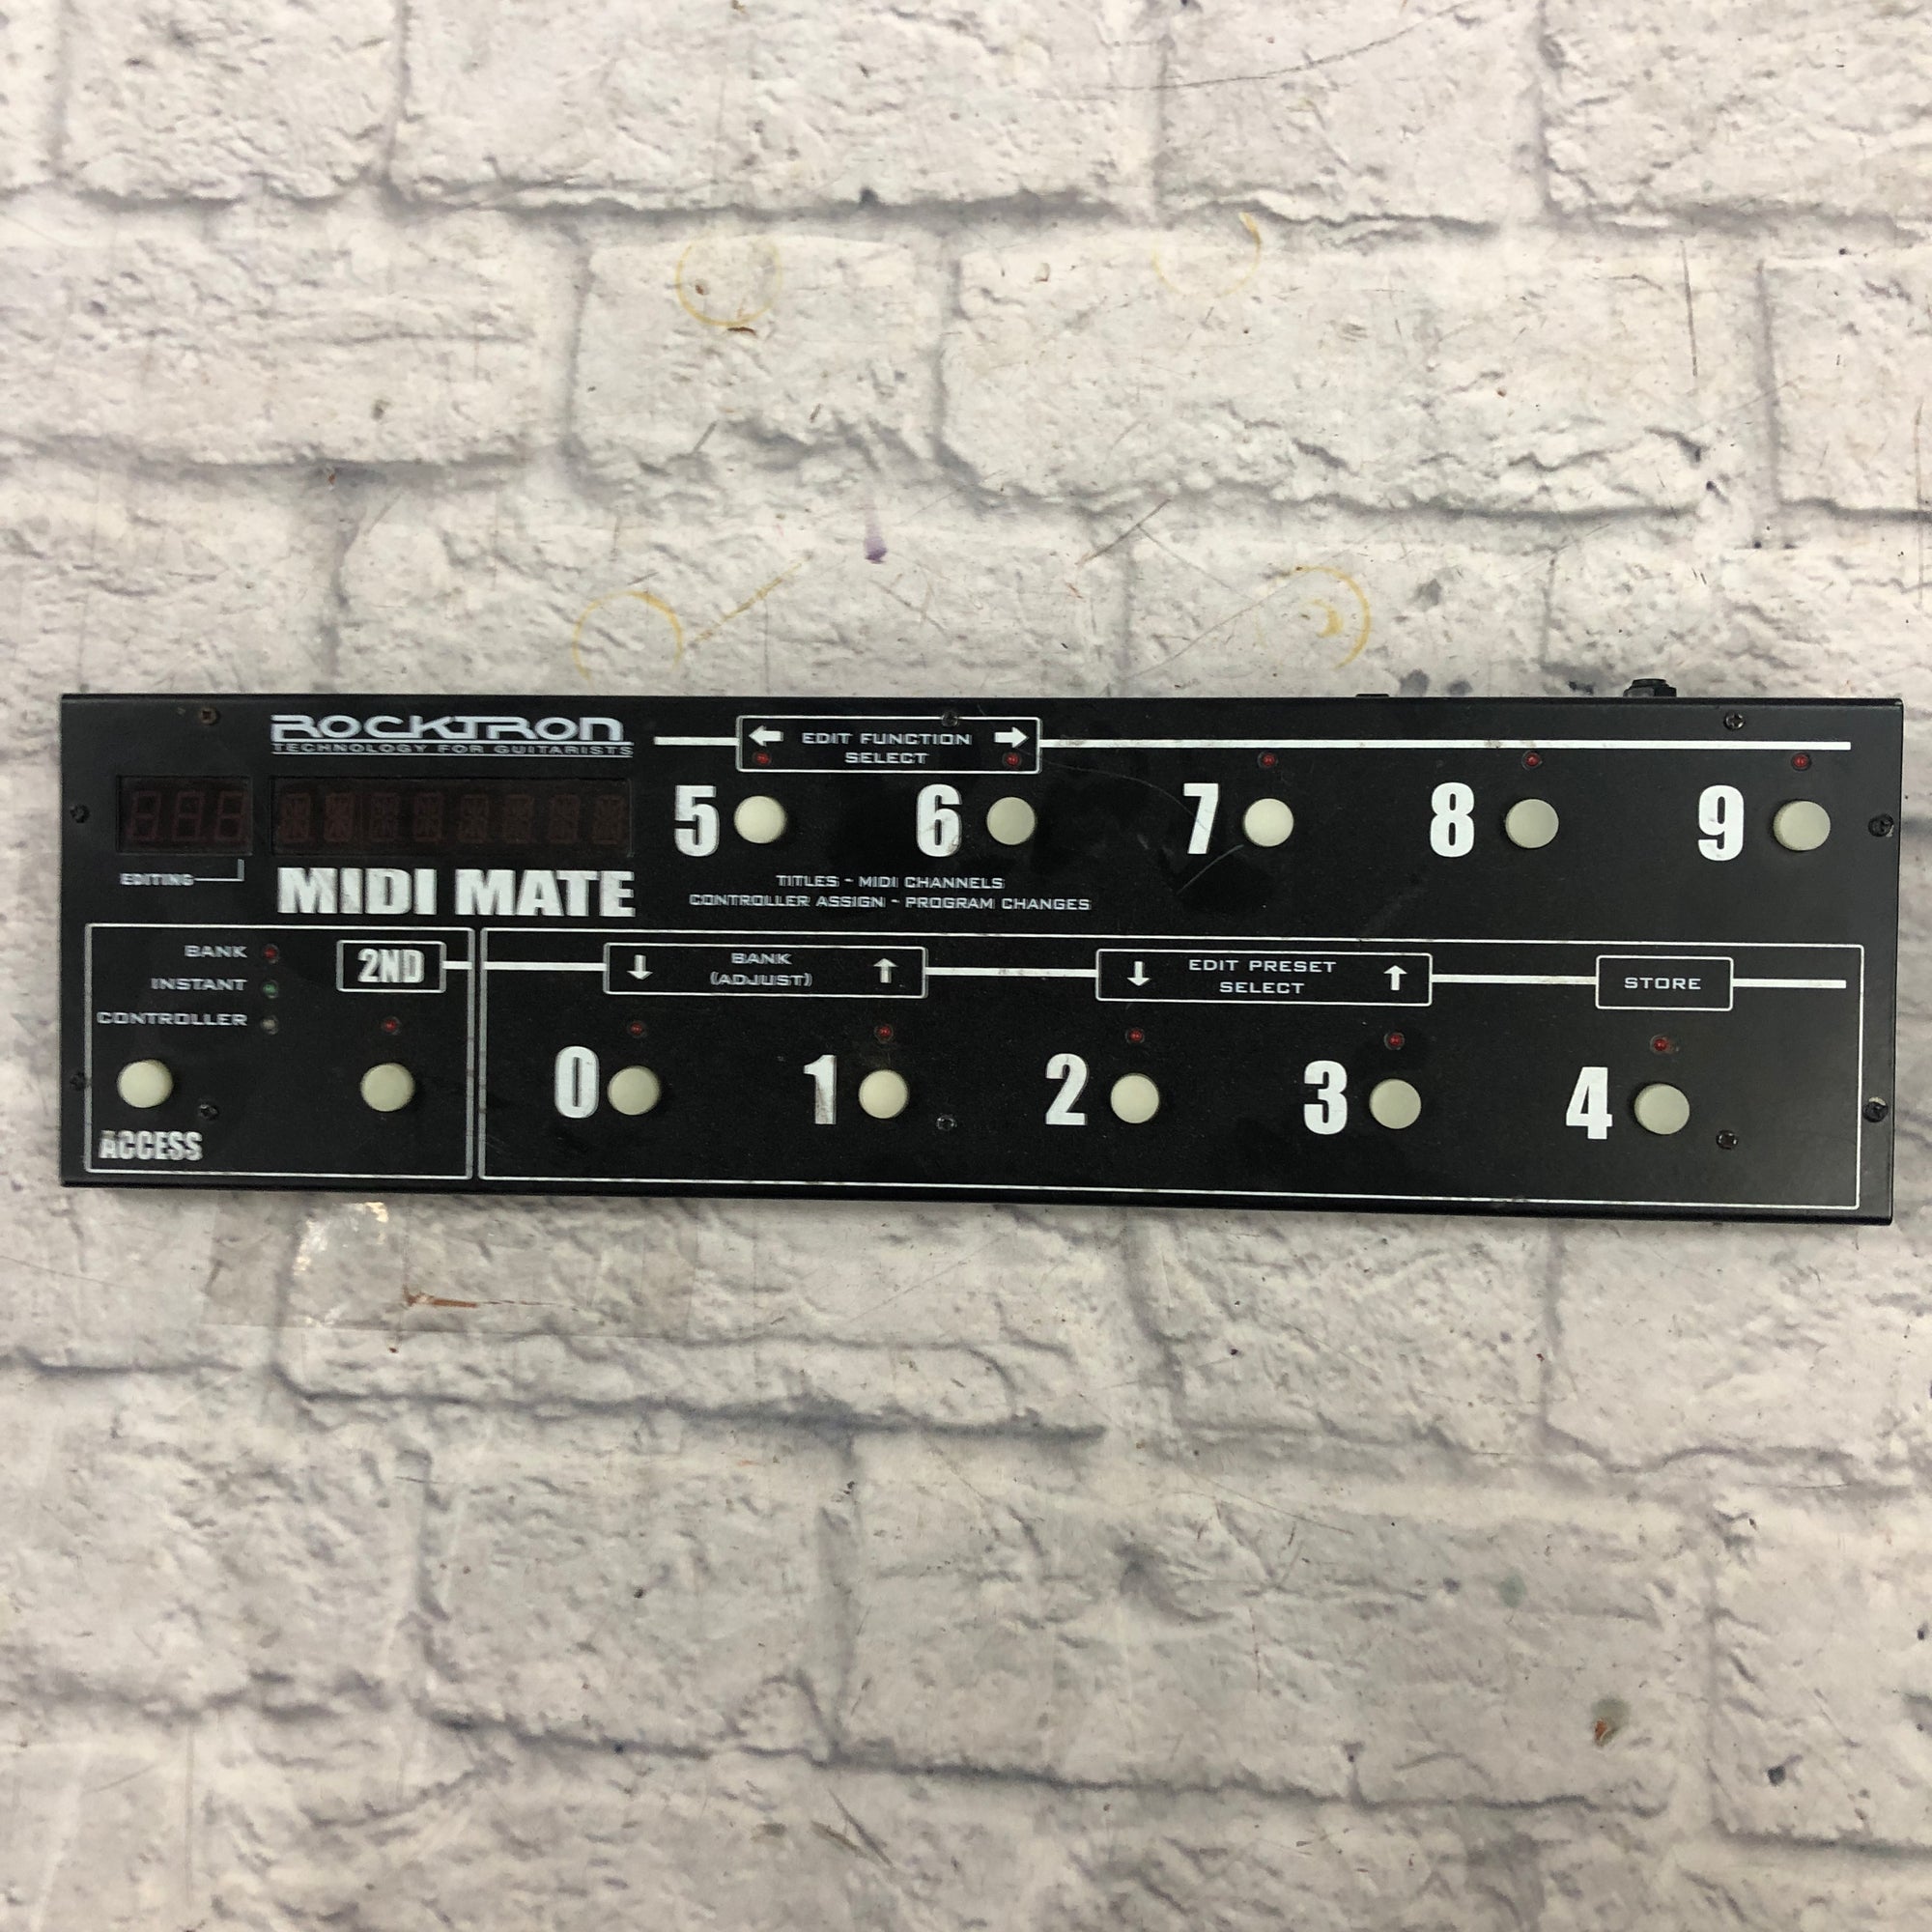 ROCKTRON
TECHNOLOGY FOR GUITARISTS
EDITING
MIDI MATE
EDIT FUNCTION
SELECT
5 6 7 8 9
TITLES - MIDI CHANNELS
CONTROLLER ASSIGN - PROGRAM CHANGES
BANK
INSTANT
CONTROLLER
2ND
ACCESS
↓ BANK ↑
(ADJUST)
↓ EDIT PRESET ↑
SELECT
STORE
0 1 2 3 4